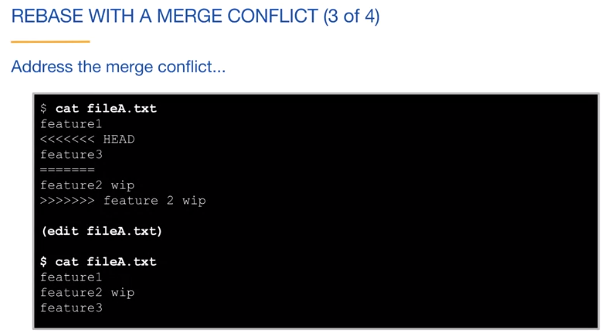 REBASE WITH A MERGE CONFLICT (3 of 4)
Address the merge conflict...
$ cat fileA.txt
feature1
<<<<<<< HEAD
feature3
=======
feature2 wip
>>>>>>> feature 2 wip
(edit fileA.txt)
$ cat fileA.txt
feature1
feature2 wip
feature3